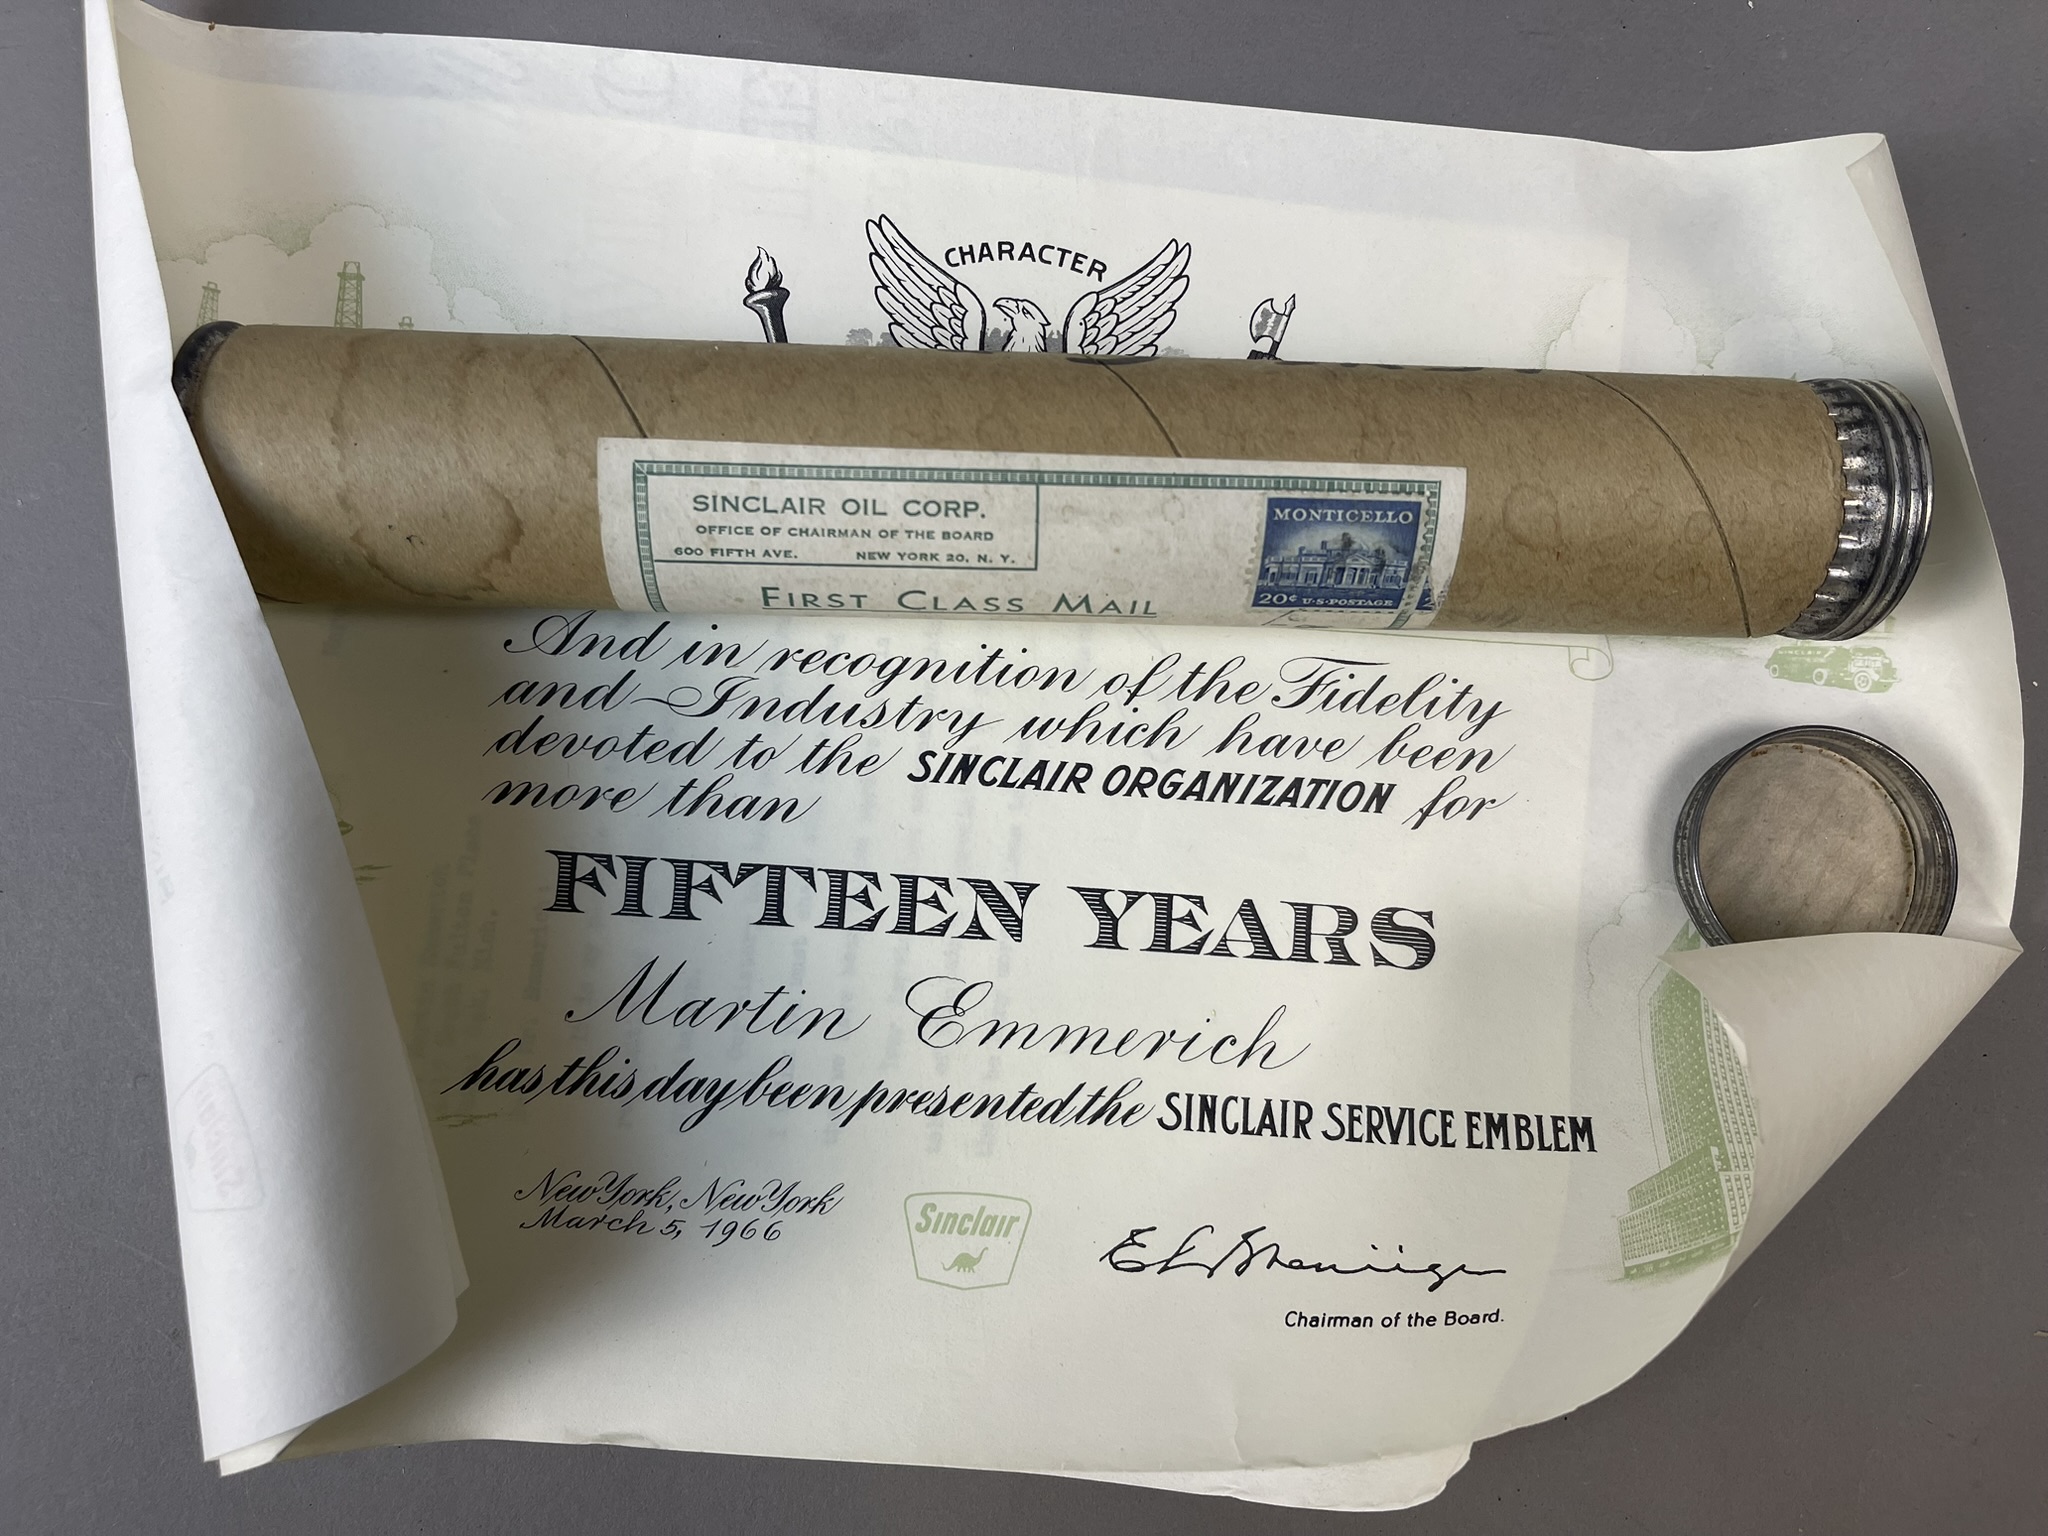 CHARACTER
SINCLAIR OIL CORP.
OFFICE OF CHAIRMAN OF THE BOARD
600 FIFTH AVE. NEW YORK 20, N. Y.
FIRST CLASS MAIL
MONTICELLO
20¢ U·S·POSTAGE
And in recognition of the Fidelity
and Industry which have been
devoted to the SINCLAIR ORGANIZATION for
more than
FIFTEEN YEARS
Martin Emmerich
has this day been presented the SINCLAIR SERVICE EMBLEM
New York, New York
March 5, 1966
Sinclair
Chairman of the Board.